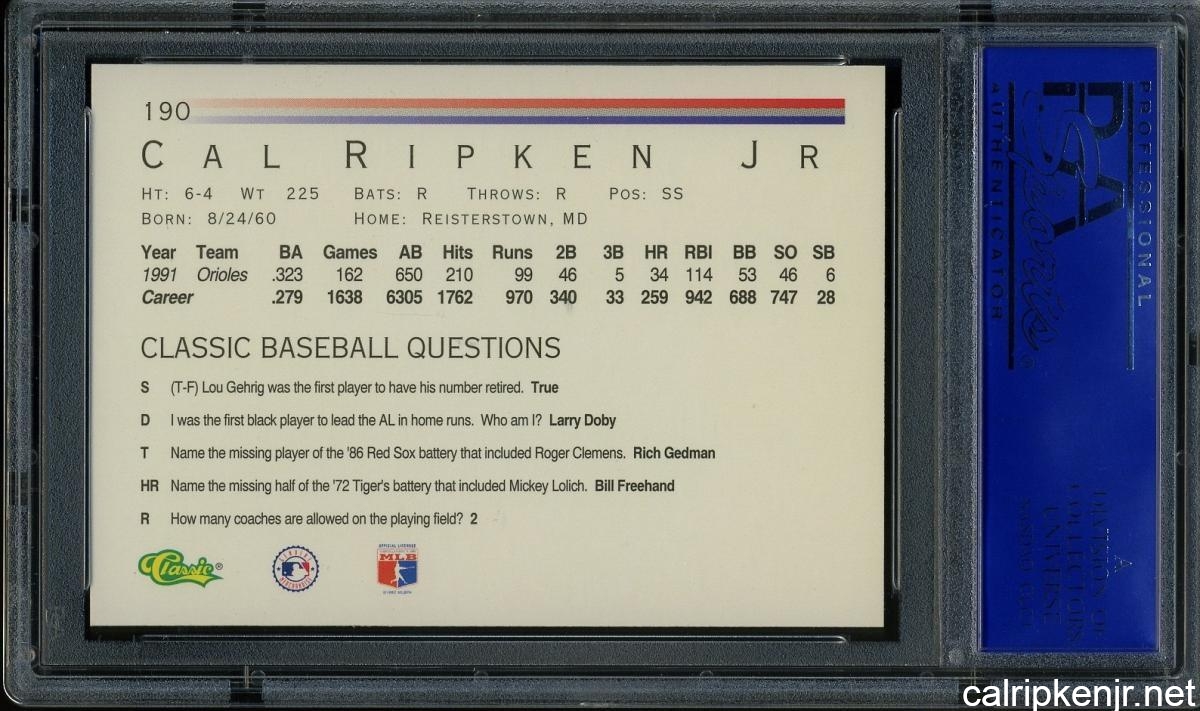 190
CAL RIPKEN JR
HT: 6-4 WT 225 BATS: R THROWS: R POS: SS
BORN: 8/24/60 HOME: REISTERSTOWN, MD
Year Team BA Games AB Hits Runs 2B 3B HR RBI BB SO SB
1991 Orioles .323 162 650 210 99 46 5 34 114 53 46 6
Career .279 1638 6305 1762 970 340 33 259 942 688 747 28
CLASSIC BASEBALL QUESTIONS
S (T-F) Lou Gehrig was the first player to have his number retired. True
D I was the first black player to lead the AL in home runs. Who am I? Larry Doby
T Name the missing player of the '86 Red Sox battery that included Roger Clemens. Rich Gedman
HR Name the missing half of the '72 Tiger's battery that included Mickey Lolich. Bill Freehand
R How many coaches are allowed on the playing field? 2
Classic®
MLB
PROFESSIONAL
PSA
Sports
AUTHENTICATOR
A
DIVISION OF
COLLECTORS
UNIVERSE
calripkenjr.net